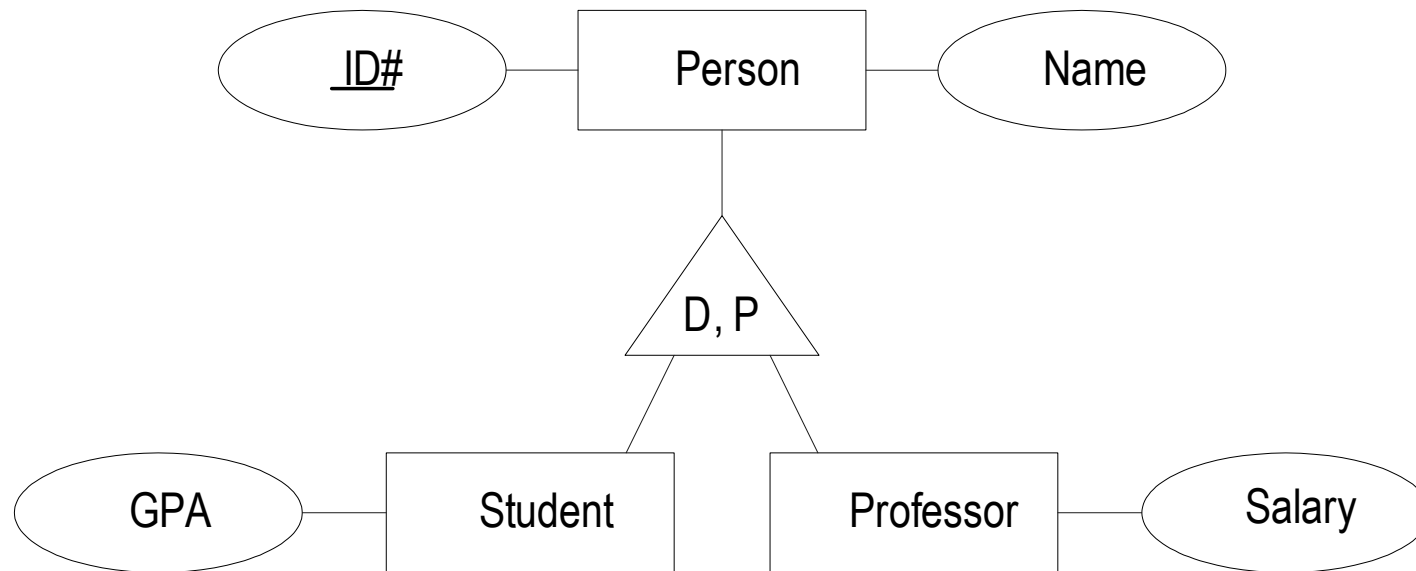 ID#
Person
Name
D, P
GPA
Student
Professor
Salary